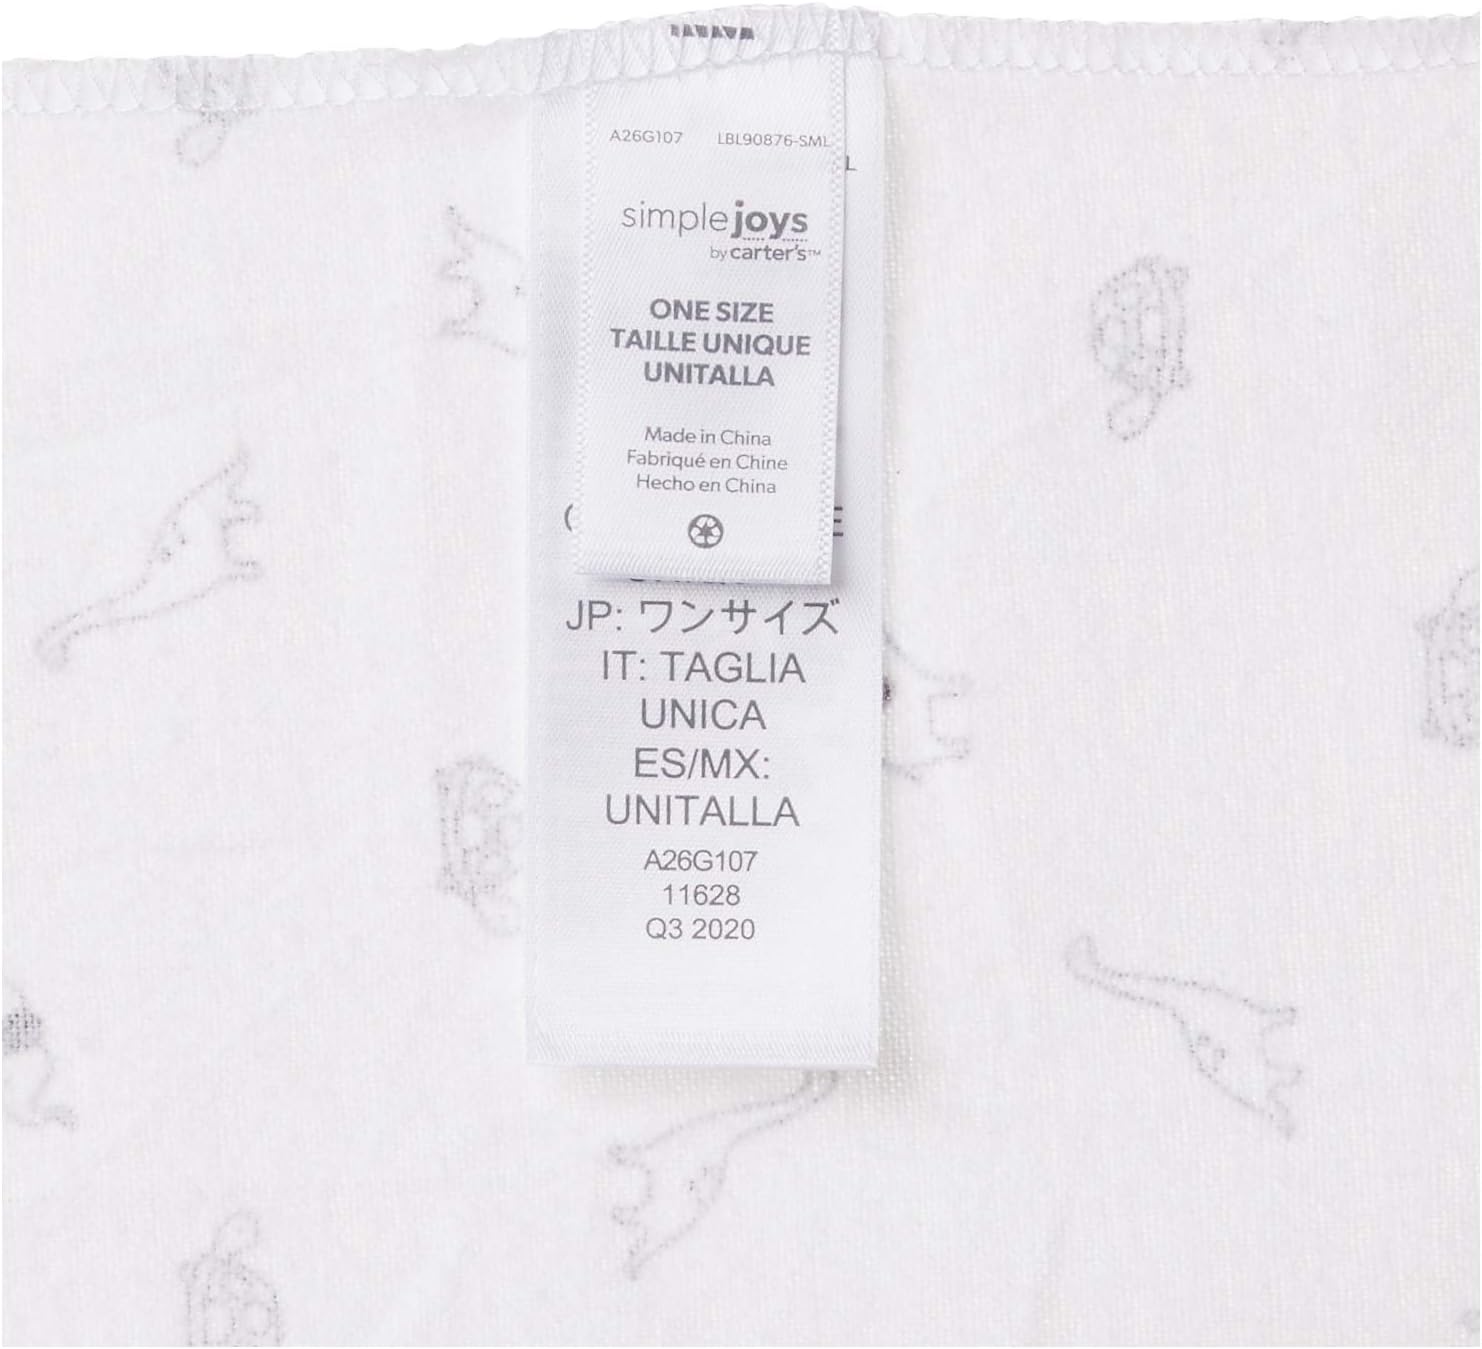 A26G107 LBL90876-SML
simple joys
by carter's™
ONE SIZE
TAILLE UNIQUE
UNITALLA
Made in China
Fabriqué en Chine
Hecho en China
JP: ワンサイズ
IT: TAGLIA
UNICA
ES/MX:
UNITALLA
A26G107
11628
Q3 2020